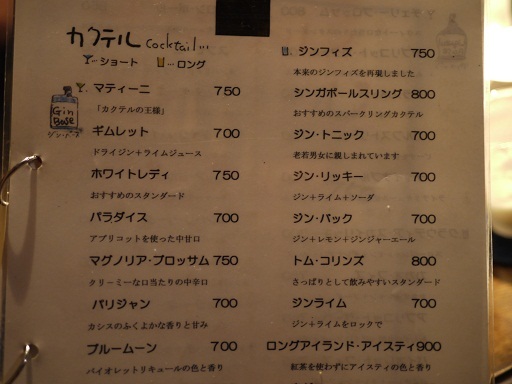 カクテル cocktail...
ショート ...ロング
Gin Base
ジン・ベース
マティーニ 750
「カクテルの王様」
ギムレット 700
ドライジン+ライムジュース
ホワイトレディ 750
おすすめのスタンダード
パラダイス 700
アプリコットを使った中甘口
マグノリア・ブロッサム 750
クリーミーな口当たりの中辛口
パリジャン 700
カシスのふくよかな香りと甘み
ブルームーン 700
バイオレットリキュールの色と香り
ジンフィズ 750
本来のジンフィズを再現しました
シンガポールスリング 800
おすすめのスパークリングカクテル
ジン・トニック 700
老若男女に親しまれています
ジン・リッキー 700
ジン+ライム+ソーダ
ジン・バック 700
ジン+レモン+ジンジャーエール
トム・コリンズ 800
さっぱりとして飲みやすいスタンダード
ジンライム 700
ジン+ライムをロックで
ロングアイランド・アイスティ 900
紅茶を使わずにアイスティの色と香り